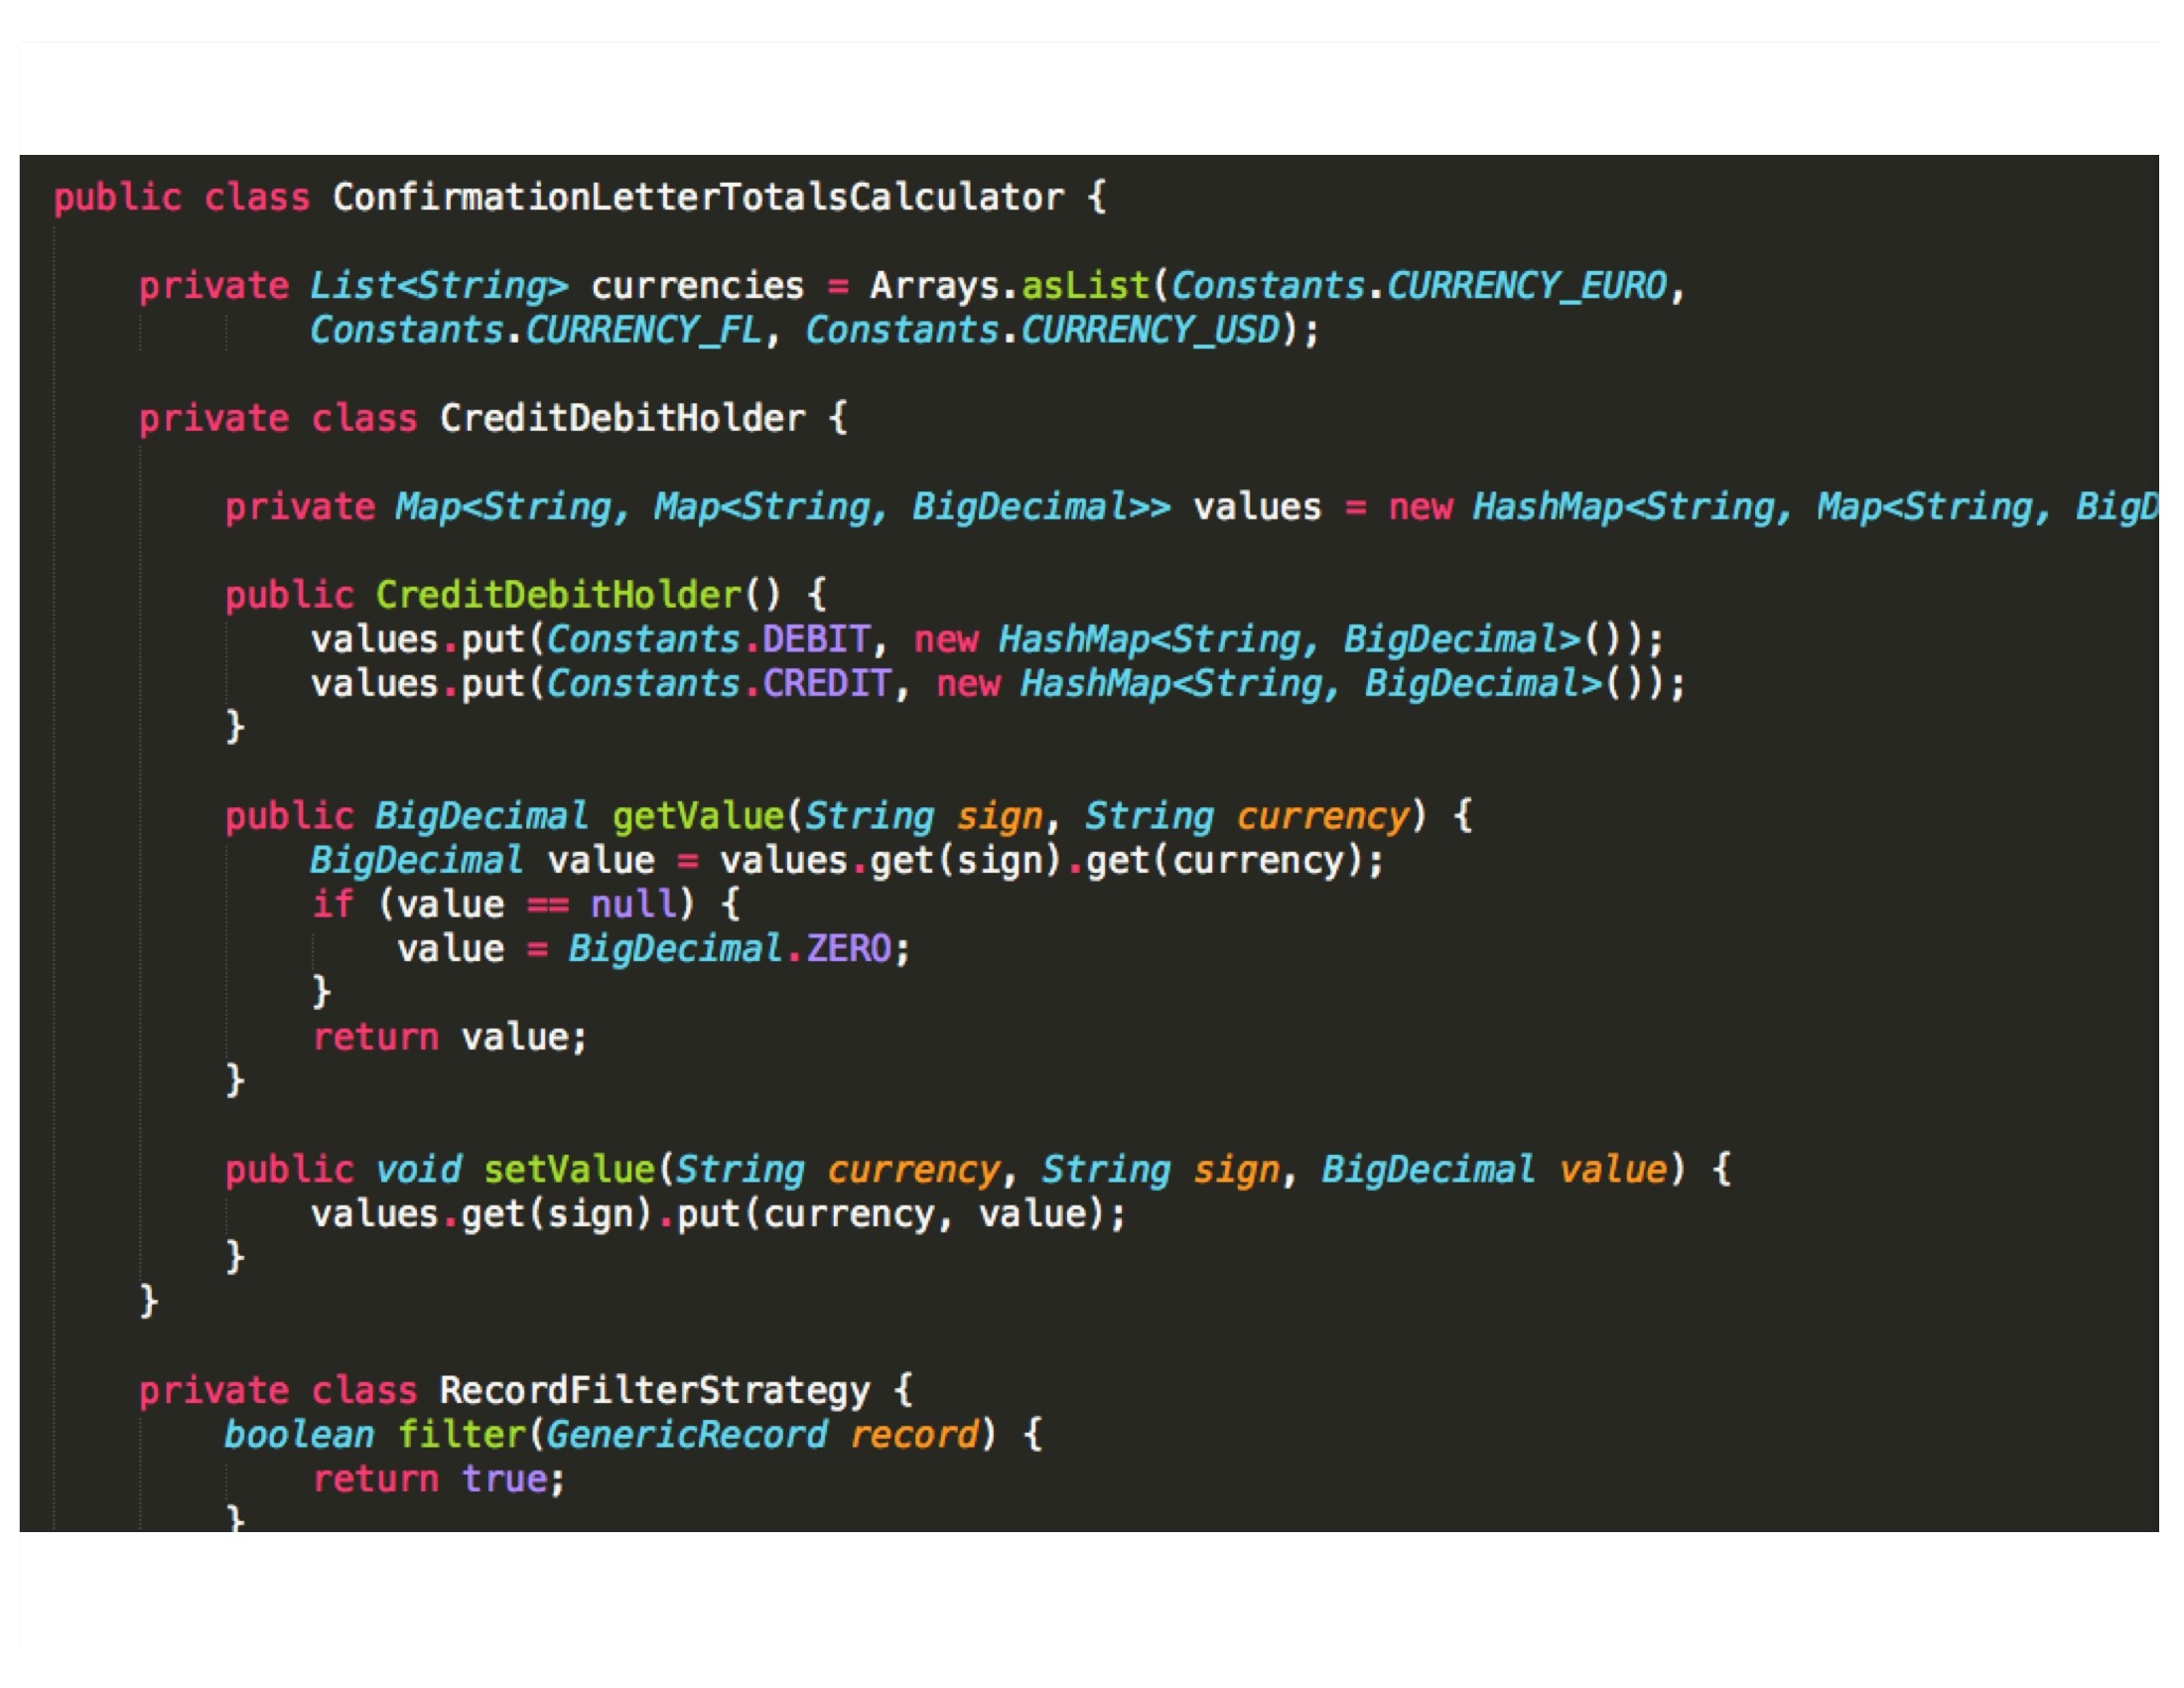 public class ConfirmationLetterTotalsCalculator {
private List<String> currencies = Arrays.asList(Constants.CURRENCY_EURO,
Constants.CURRENCY_FL, Constants.CURRENCY_USD);
private class CreditDebitHolder {
private Map<String, Map<String, BigDecimal>> values = new HashMap<String, Map<String, BigD
public CreditDebitHolder() {
values.put(Constants.DEBIT, new HashMap<String, BigDecimal>());
values.put(Constants.CREDIT, new HashMap<String, BigDecimal>());
}
public BigDecimal getValue(String sign, String currency) {
BigDecimal value = values.get(sign).get(currency);
if (value == null) {
value = BigDecimal.ZERO;
}
return value;
}
public void setValue(String currency, String sign, BigDecimal value) {
values.get(sign).put(currency, value);
}
}
private class RecordFilterStrategy {
boolean filter(GenericRecord record) {
return true;
}